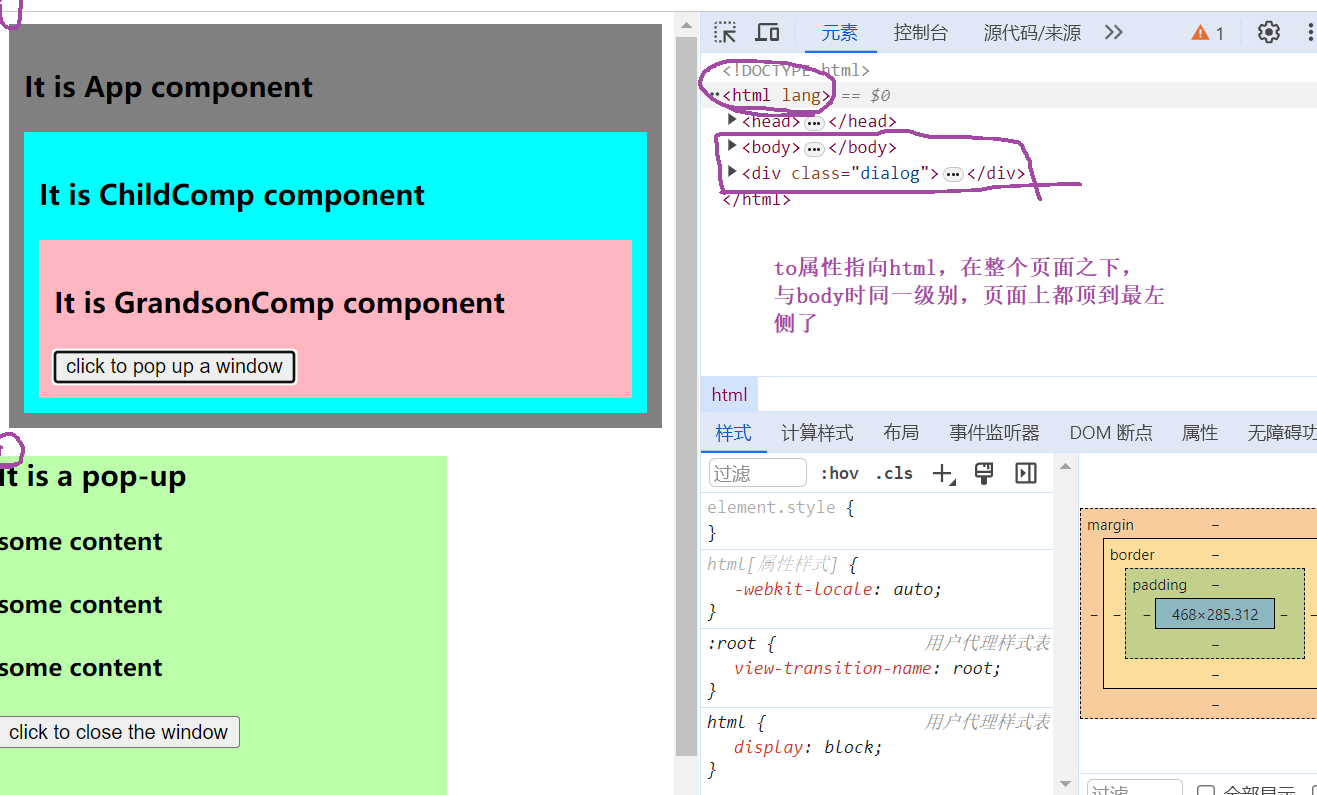 It is App component
It is ChildComp component
It is GrandsonComp component
click to pop up a window
It is a pop-up
some content
some content
some content
click to close the window
元素 控制台 源代码/来源 1
<!DOCTYPE html>
<html lang> == $0
<head> </head>
<body> </body>
<div class="dialog"> </div>
</html>
to属性指向html，在整个页面之下，
与body时同一级别，页面上都顶到最左
侧了
html
样式 计算样式 布局 事件监听器 DOM 断点 属性 无障碍功
过滤 :hov .cls
element.style {
}
html[属性样式] {
-webkit-locale: auto;
}
:root { 用户代理样式表
view-transition-name: root;
}
html { 用户代理样式表
display: block;
}
margin –
border –
padding –
– – – 468×285.312 – –
–
–
–
过滤 全部显示